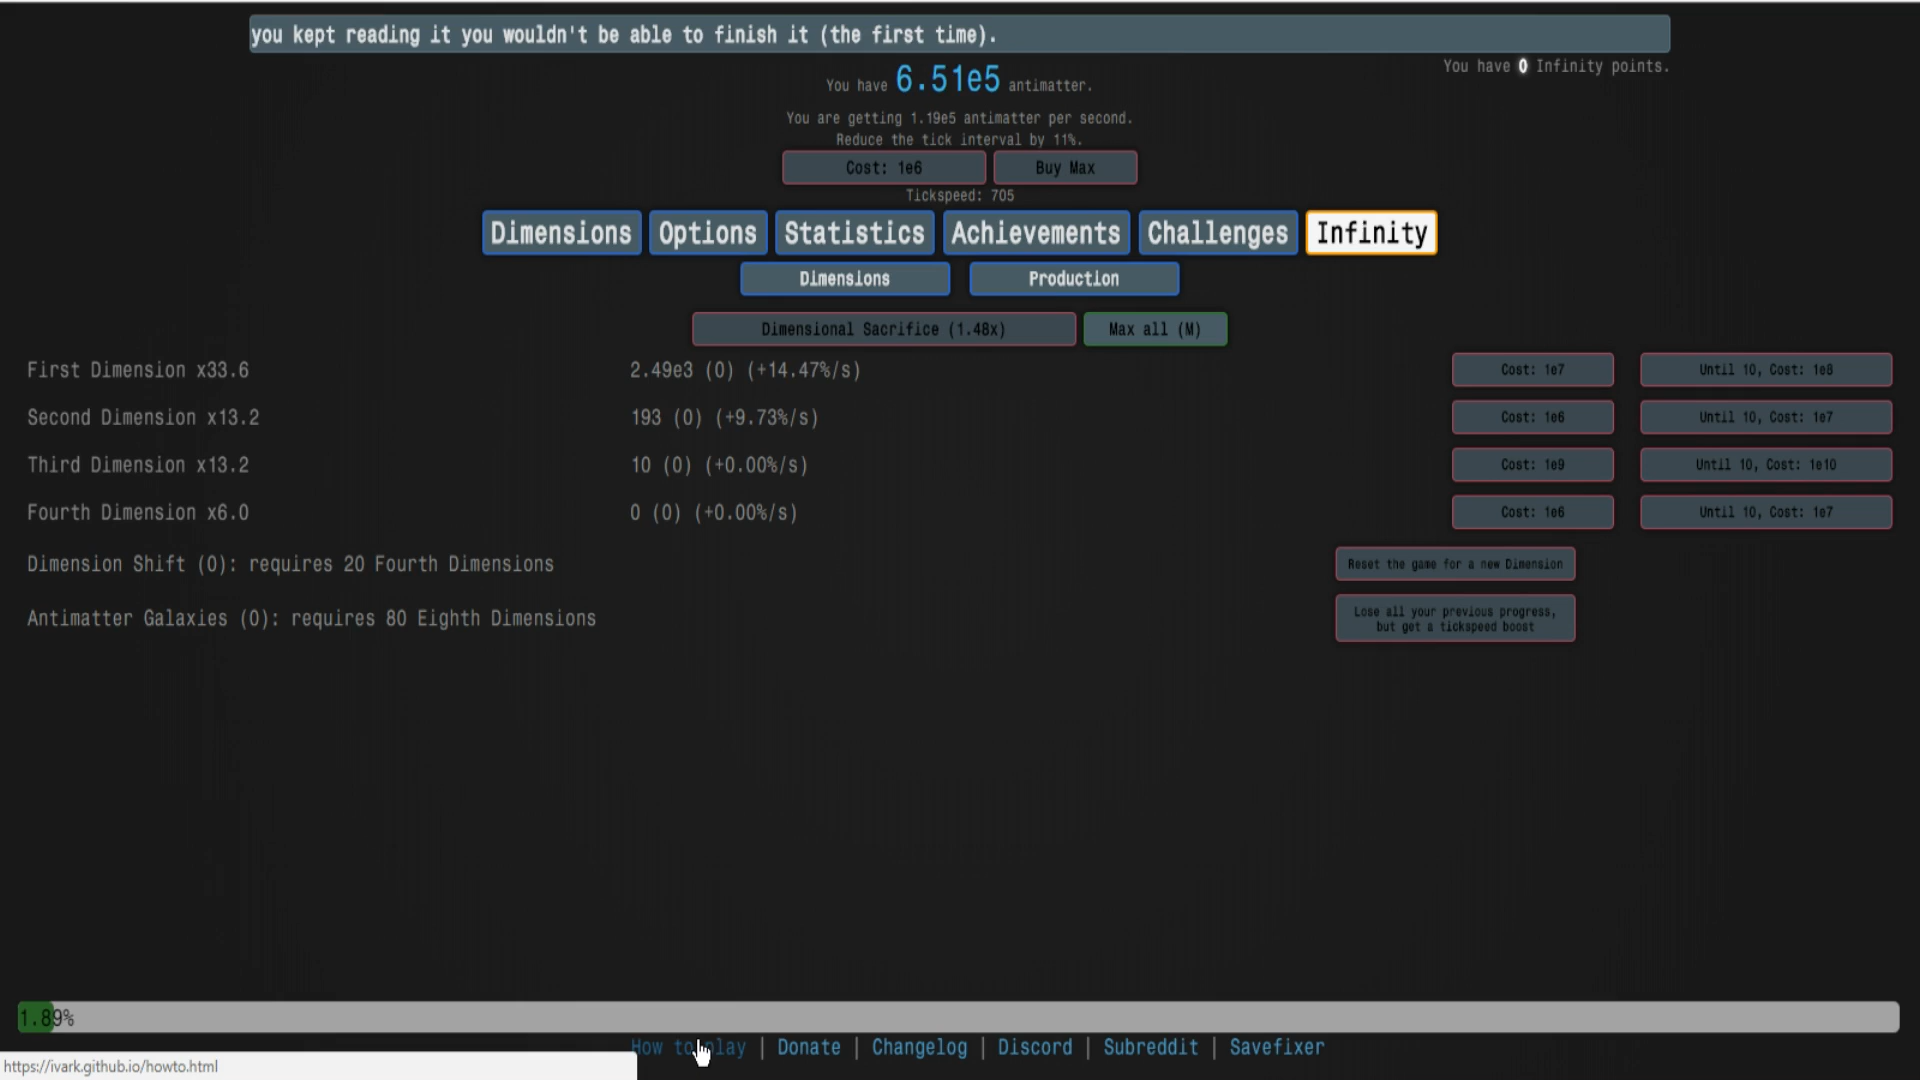 you kept reading it you wouldn't be able to finish it (the first time).
You have 6.51e5 antimatter.
You have 0 Infinity points.
You are getting 1.19e5 antimatter per second.
Reduce the tick interval by 11%.
Cost: 1e6 Buy Max
Tickspeed: 705
Dimensions Options Statistics Achievements Challenges Infinity
Dimensions Production
Dimensional Sacrifice (1.48x) Max all (M)
First Dimension x33.6 2.49e3 (0) (+14.47%/s) Cost: 1e7 Until 10, Cost: 1e8
Second Dimension x13.2 193 (0) (+9.73%/s) Cost: 1e6 Until 10, Cost: 1e7
Third Dimension x13.2 10 (0) (+0.00%/s) Cost: 1e9 Until 10, Cost: 1e10
Fourth Dimension x6.0 0 (0) (+0.00%/s) Cost: 1e6 Until 10, Cost: 1e7
Dimension Shift (0): requires 20 Fourth Dimensions Reset the game for a new Dimension
Antimatter Galaxies (0): requires 80 Eighth Dimensions Lose all your previous progress,
but get a tickspeed boost
1.89%
How to play | Donate | Changelog | Discord | Subreddit | Savefixer
https://ivark.github.io/howto.html